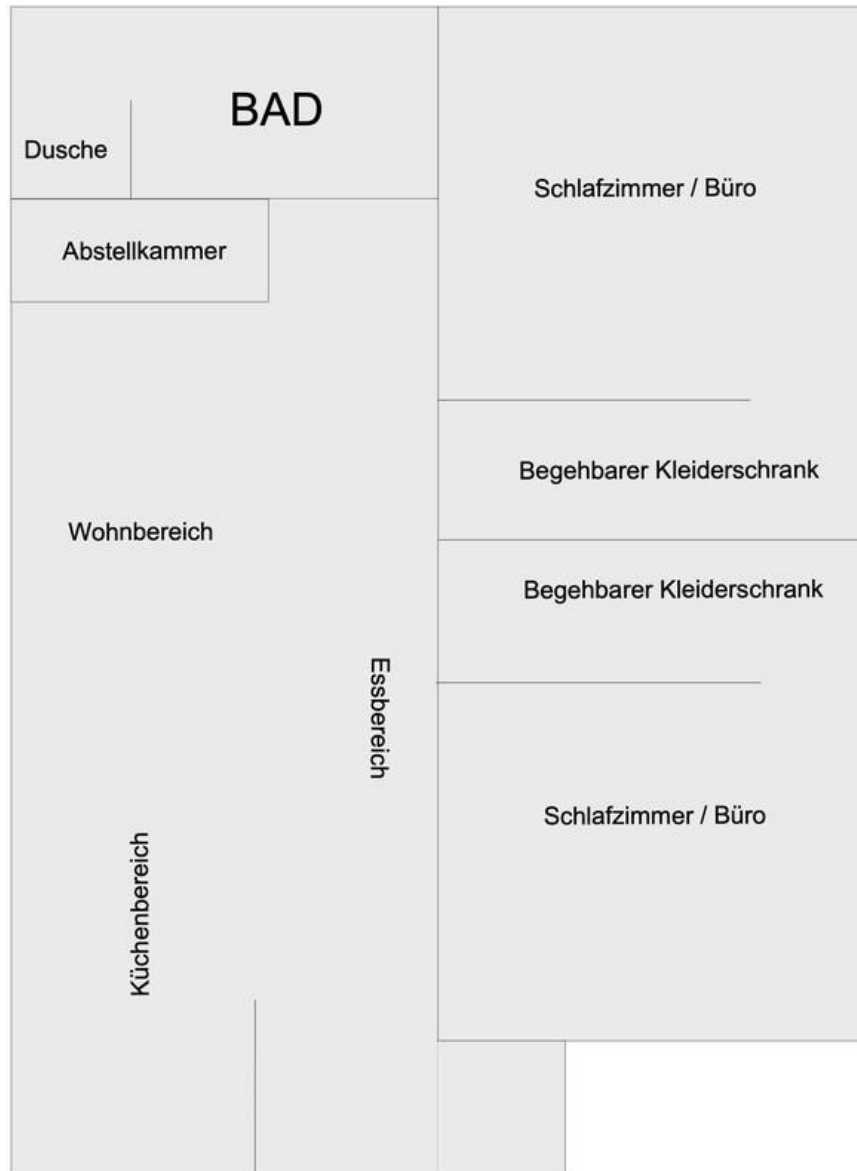 BAD
Dusche
Schlafzimmer / Büro
Abstellkammer
Begehbarer Kleiderschrank
Wohnbereich
Begehbarer Kleiderschrank
Essbereich
Schlafzimmer / Büro
Küchenbereich